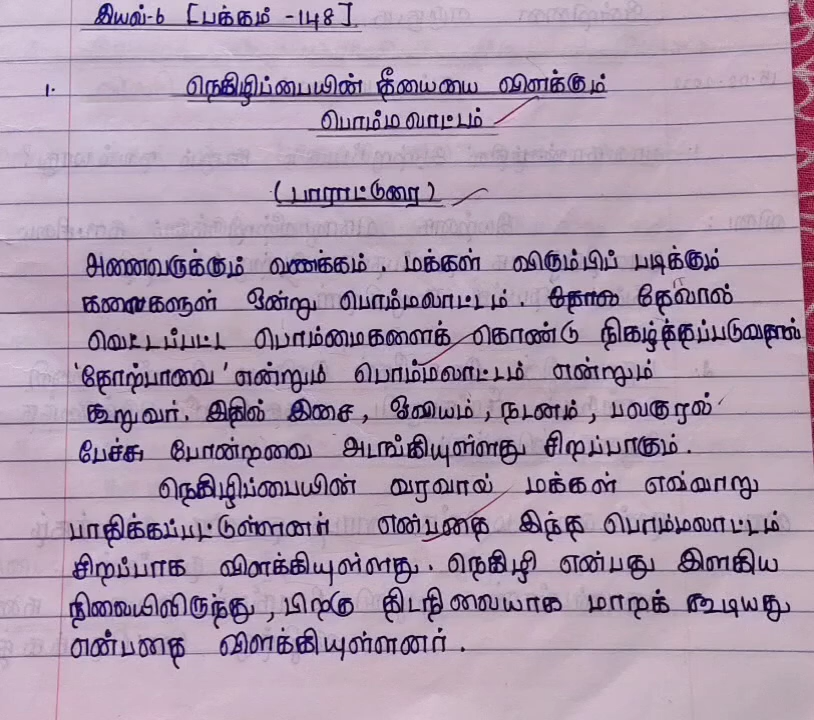 இயல்-6 [பக்கம் -148]
1. நெகிழிப்பையின் தீமையை விளக்கும்
பொம்மலாட்டம்
(பாராட்டுரை)
அனைவருக்கும் வணக்கம். மக்கள் விரும்பிப் படிக்கும்
கலைகளுள் ஒன்று பொம்மலாட்டம். தோலால்
வெட்டப்பட்ட பொம்மைகளைக் கொண்டு நிகழ்த்தப்படுவதால்
'தோற்பாவை' என்றும் பொம்மலாட்டம் என்றும்
கூறுவர். இதில் இசை, ஓவியம், நடனம், பலகுரல்
பேச்சு போன்றவை அடங்கியுள்ளது சிறப்பாகும்.
நெகிழிப்பையின் வரவால் மக்கள் எவ்வாறு
பாதிக்கப்பட்டுள்ளனர் என்பதை இந்த பொம்மலாட்டம்
சிறப்பாக விளக்கியுள்ளது. நெகிழி என்பது இளகிய
நிலையிலிருந்து, பிறகு திடநிலையாக மாறக் கூடியது
என்பதை விளக்கியுள்ளனர்.